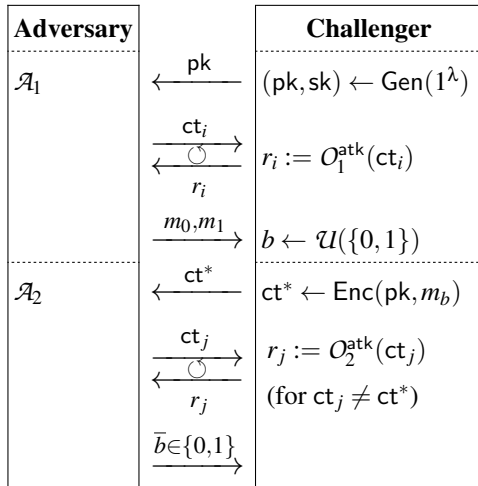 Adversary Challenger
𝒜₁ pk (pk,sk) ← Gen(1^λ)
ct_i
↺ r_i := 𝒪₁^atk(ct_i)
r_i
m₀,m₁ b ← 𝒰({0,1})
𝒜₂ ct* ct* ← Enc(pk,m_b)
ct_j r_j := 𝒪₂^atk(ct_j)
↺
r_j (for ct_j ≠ ct*)
b̄∈{0,1}